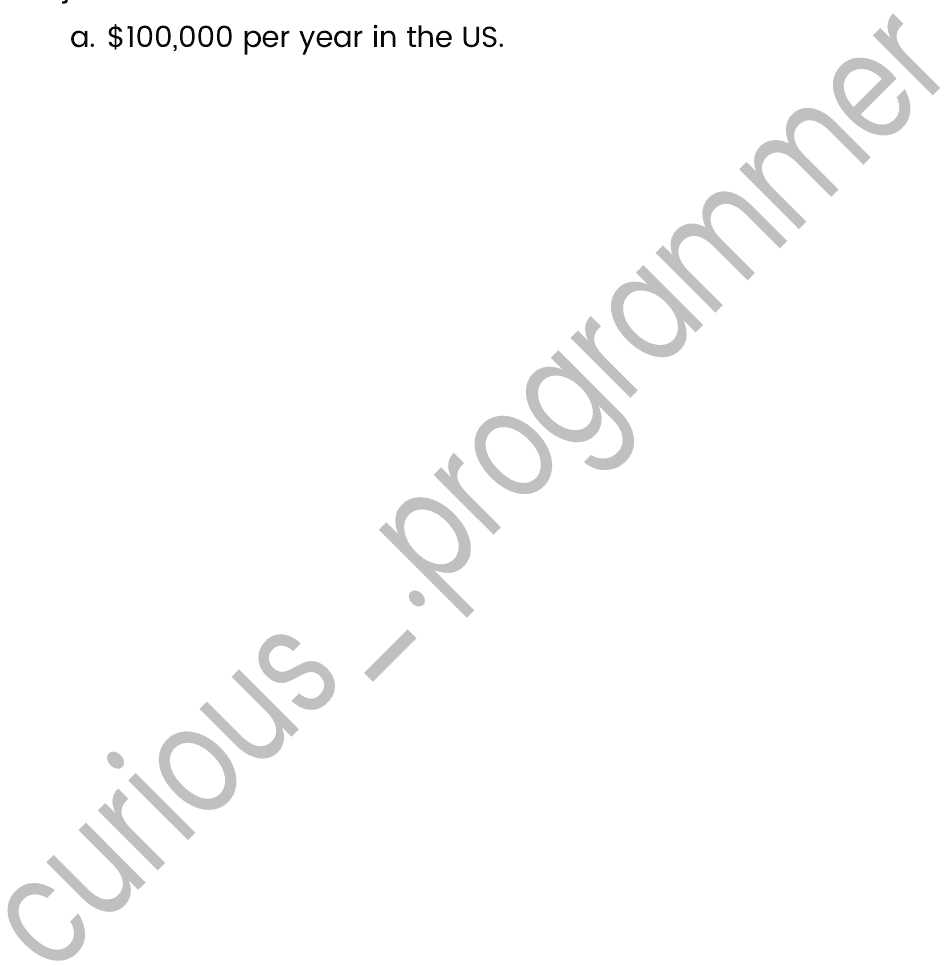 a. $100,000 per year in the US.
curious_.programmer